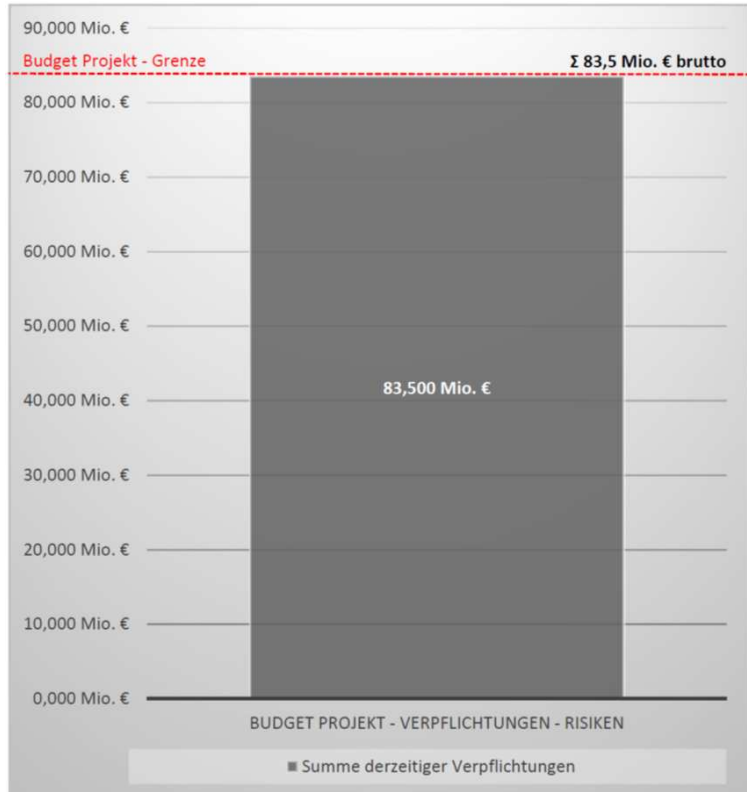 90,000 Mio. €
Budget Projekt - Grenze
Σ 83,5 Mio. € brutto
80,000 Mio. €
70,000 Mio. €
60,000 Mio. €
50,000 Mio. €
83,500 Mio. €
40,000 Mio. €
30,000 Mio. €
20,000 Mio. €
10,000 Mio. €
0,000 Mio. €
BUDGET PROJEKT - VERPFLICHTUNGEN - RISIKEN
Summe derzeitiger Verpflichtungen